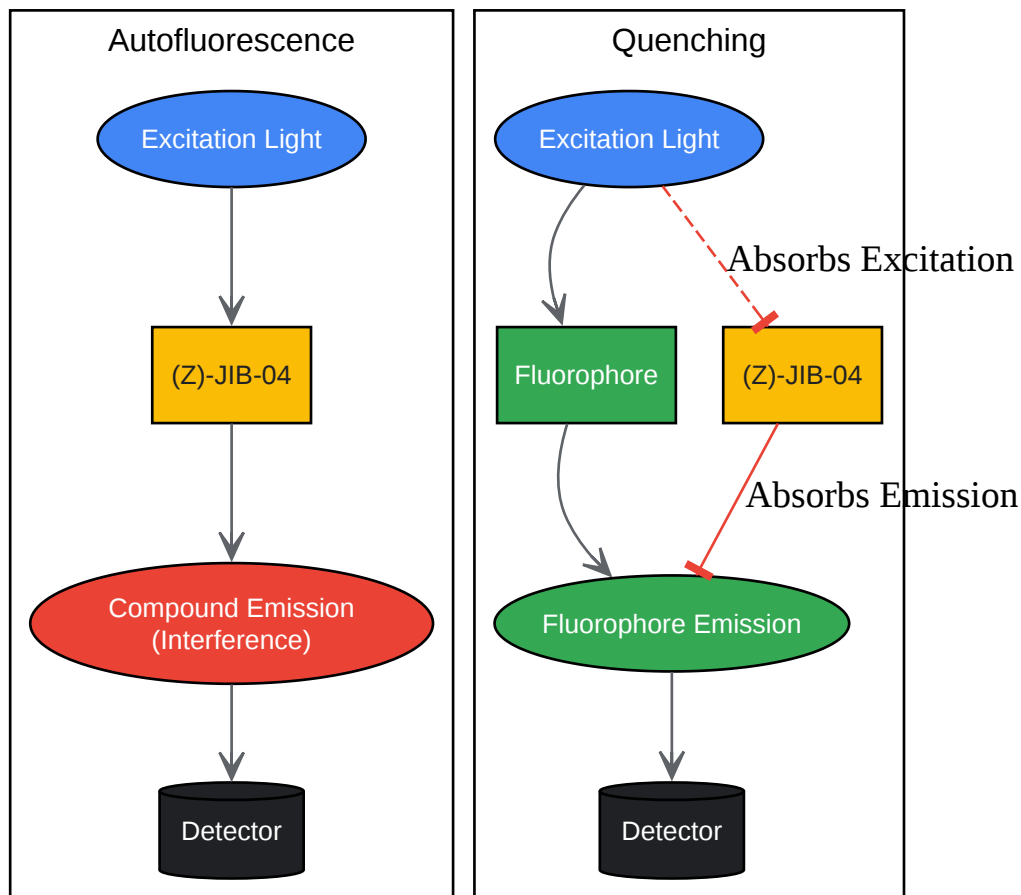 Autofluorescence
Excitation Light
(Z)-JIB-04
Compound Emission
(Interference)
Detector
Quenching
Excitation Light
Absorbs Excitation
Fluorophore
(Z)-JIB-04
Absorbs Emission
Fluorophore Emission
Detector